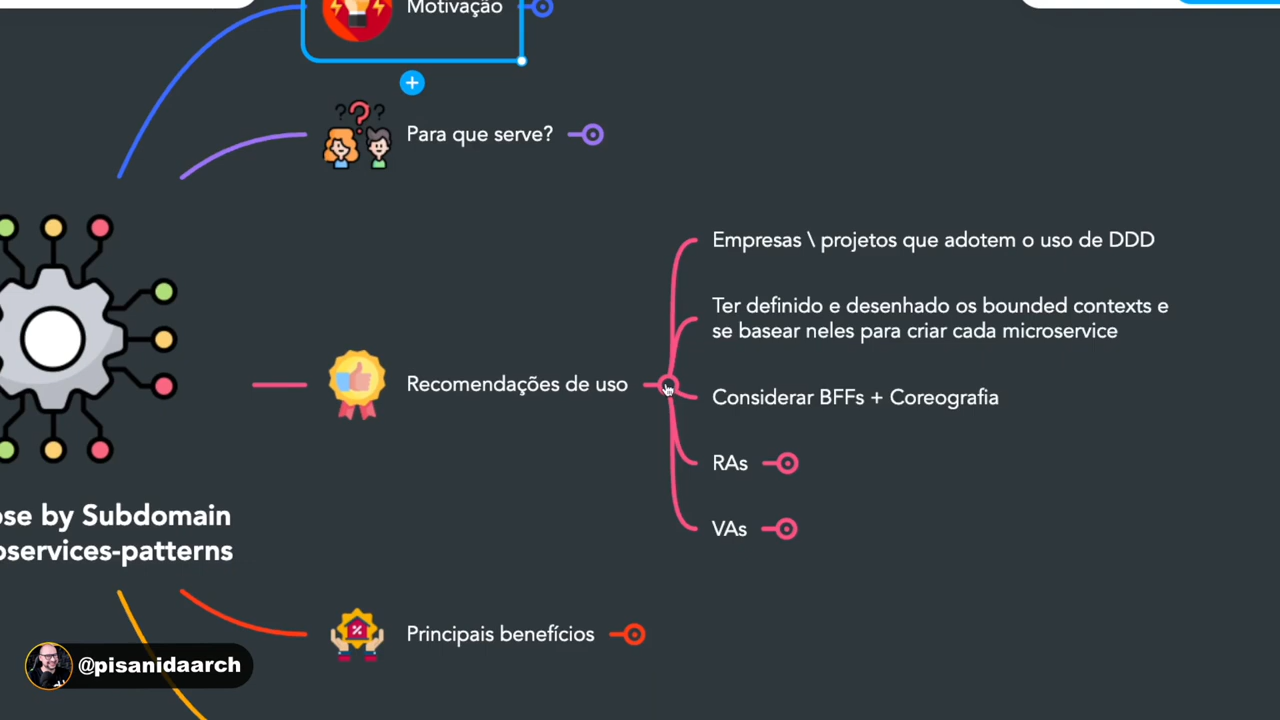 Motivação
Para que serve?
Empresas \ projetos que adotem o uso de DDD
Ter definido e desenhado os bounded contexts e
se basear neles para criar cada microservice
Recomendações de uso
Considerar BFFs + Coreografia
RAs
VAs
ose by Subdomain
oservices-patterns
Principais benefícios
@pisanidaarch